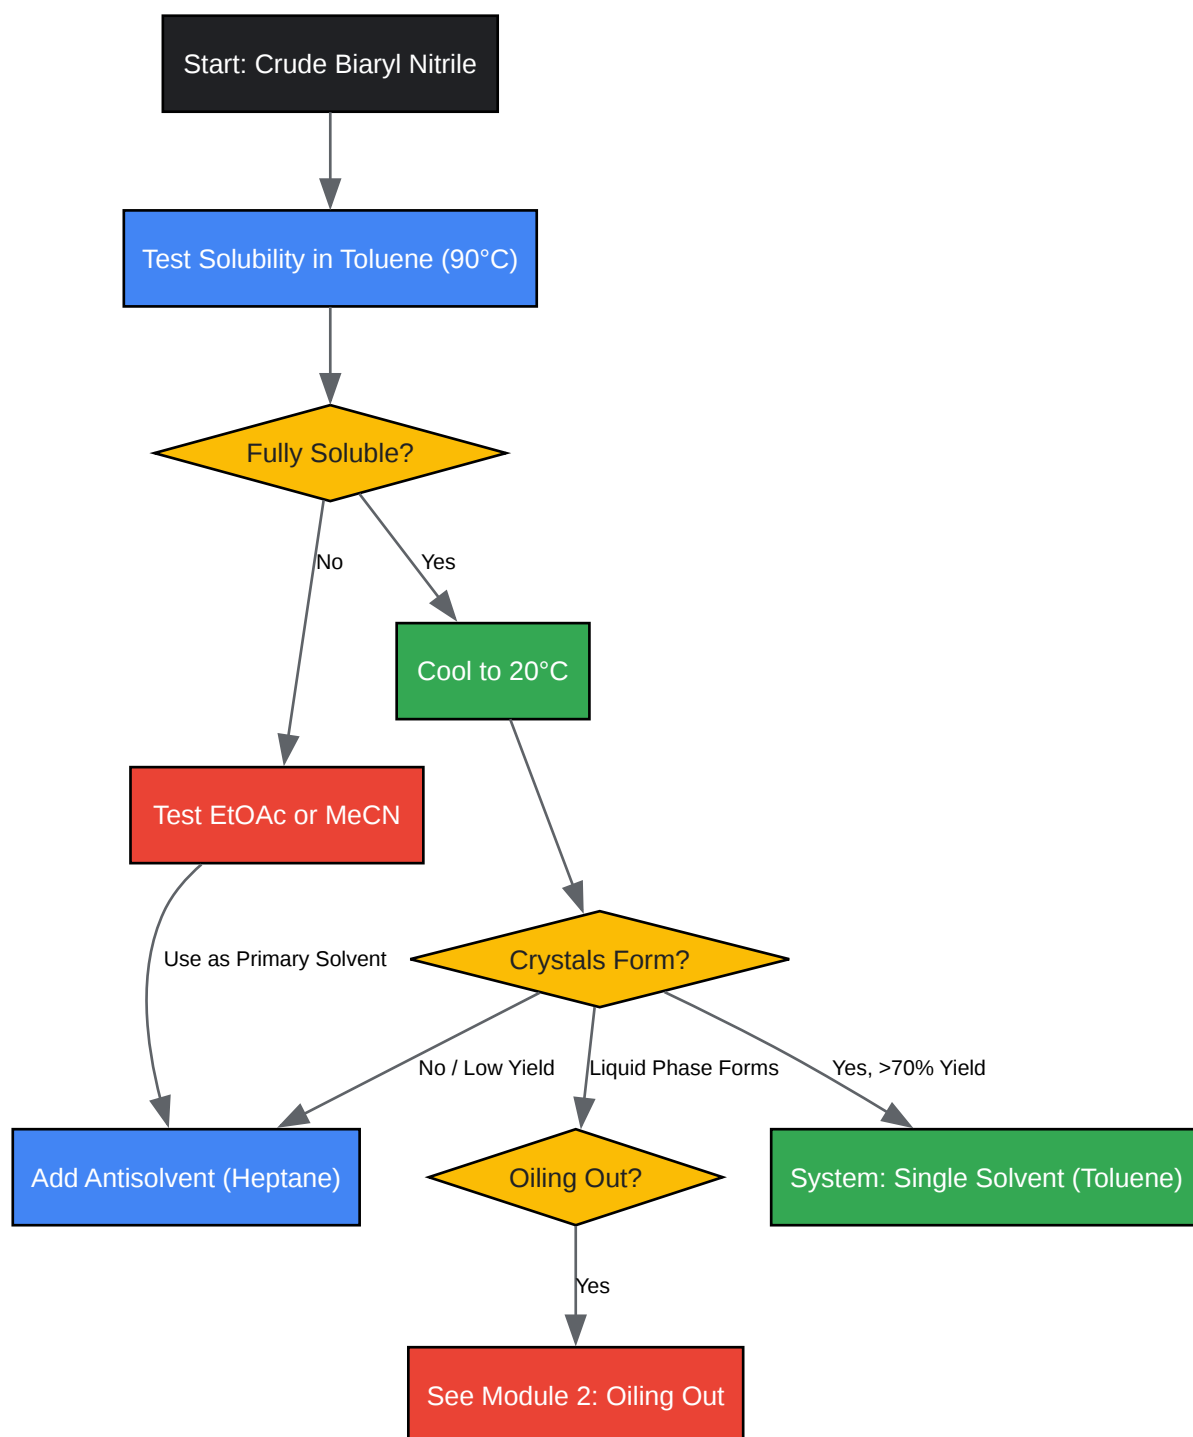 Start: Crude Biaryl Nitrile
Test Solubility in Toluene (90°C)
Fully Soluble?
No
Yes
Cool to 20°C
Test EtOAc or MeCN
Use as Primary Solvent
Crystals Form?
No / Low Yield
Liquid Phase Forms
Yes, >70% Yield
Add Antisolvent (Heptane)
Oiling Out?
System: Single Solvent (Toluene)
Yes
See Module 2: Oiling Out